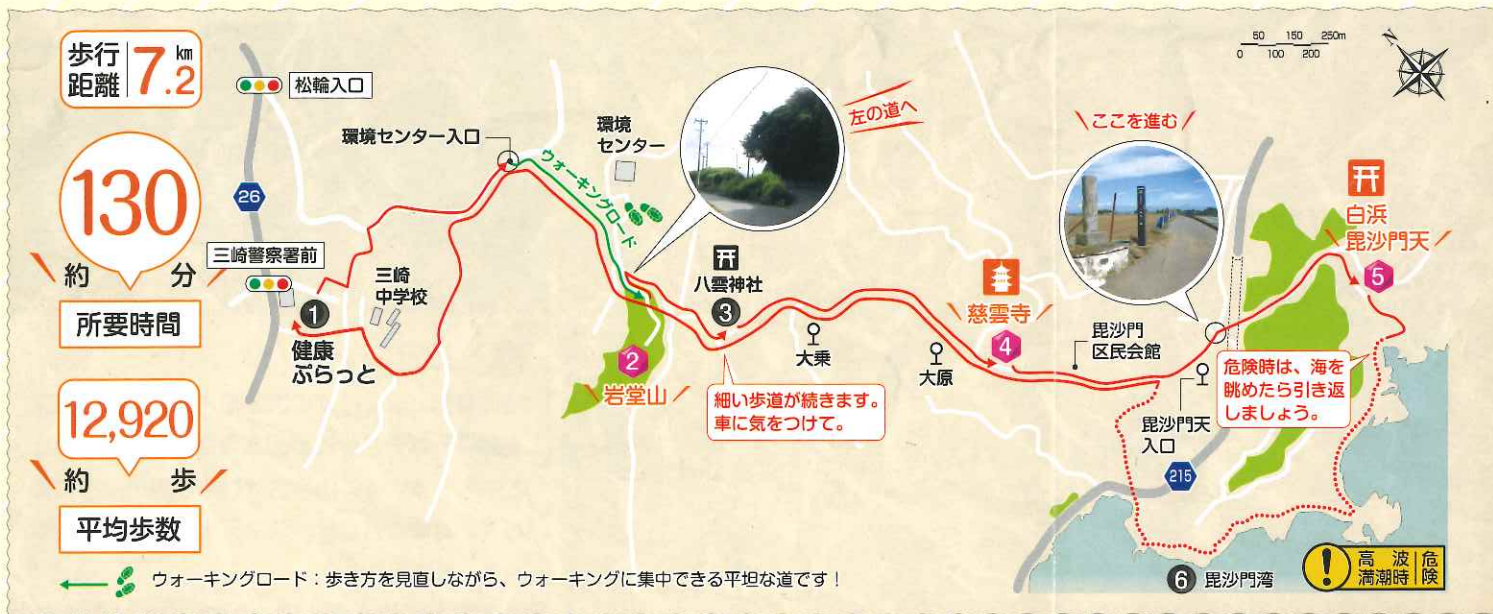 歩行
距離
7.2
km
130
約 分
所要時間
12,920
約 歩
平均歩数
松輪入口
26
三崎警察署前
1
健康
ぷらっと
三崎
中学校
環境センター入口
環境
センター
ウォーキングロード
左の道へ
2
岩堂山
八雲神社
3
細い歩道が続きます。
車に気をつけて。
大乗
大原
慈雲寺
4
毘沙門
区民会館
ここを進む
毘沙門天
入口
215
白浜
毘沙門天
5
危険時は、海を
眺めたら引き返
しましょう。
6 毘沙門湾
! 高波 満潮時 危険
50 150 250m
0 100 200
N
ウォーキングロード:歩き方を見直しながら、ウォーキングに集中できる平坦な道です!